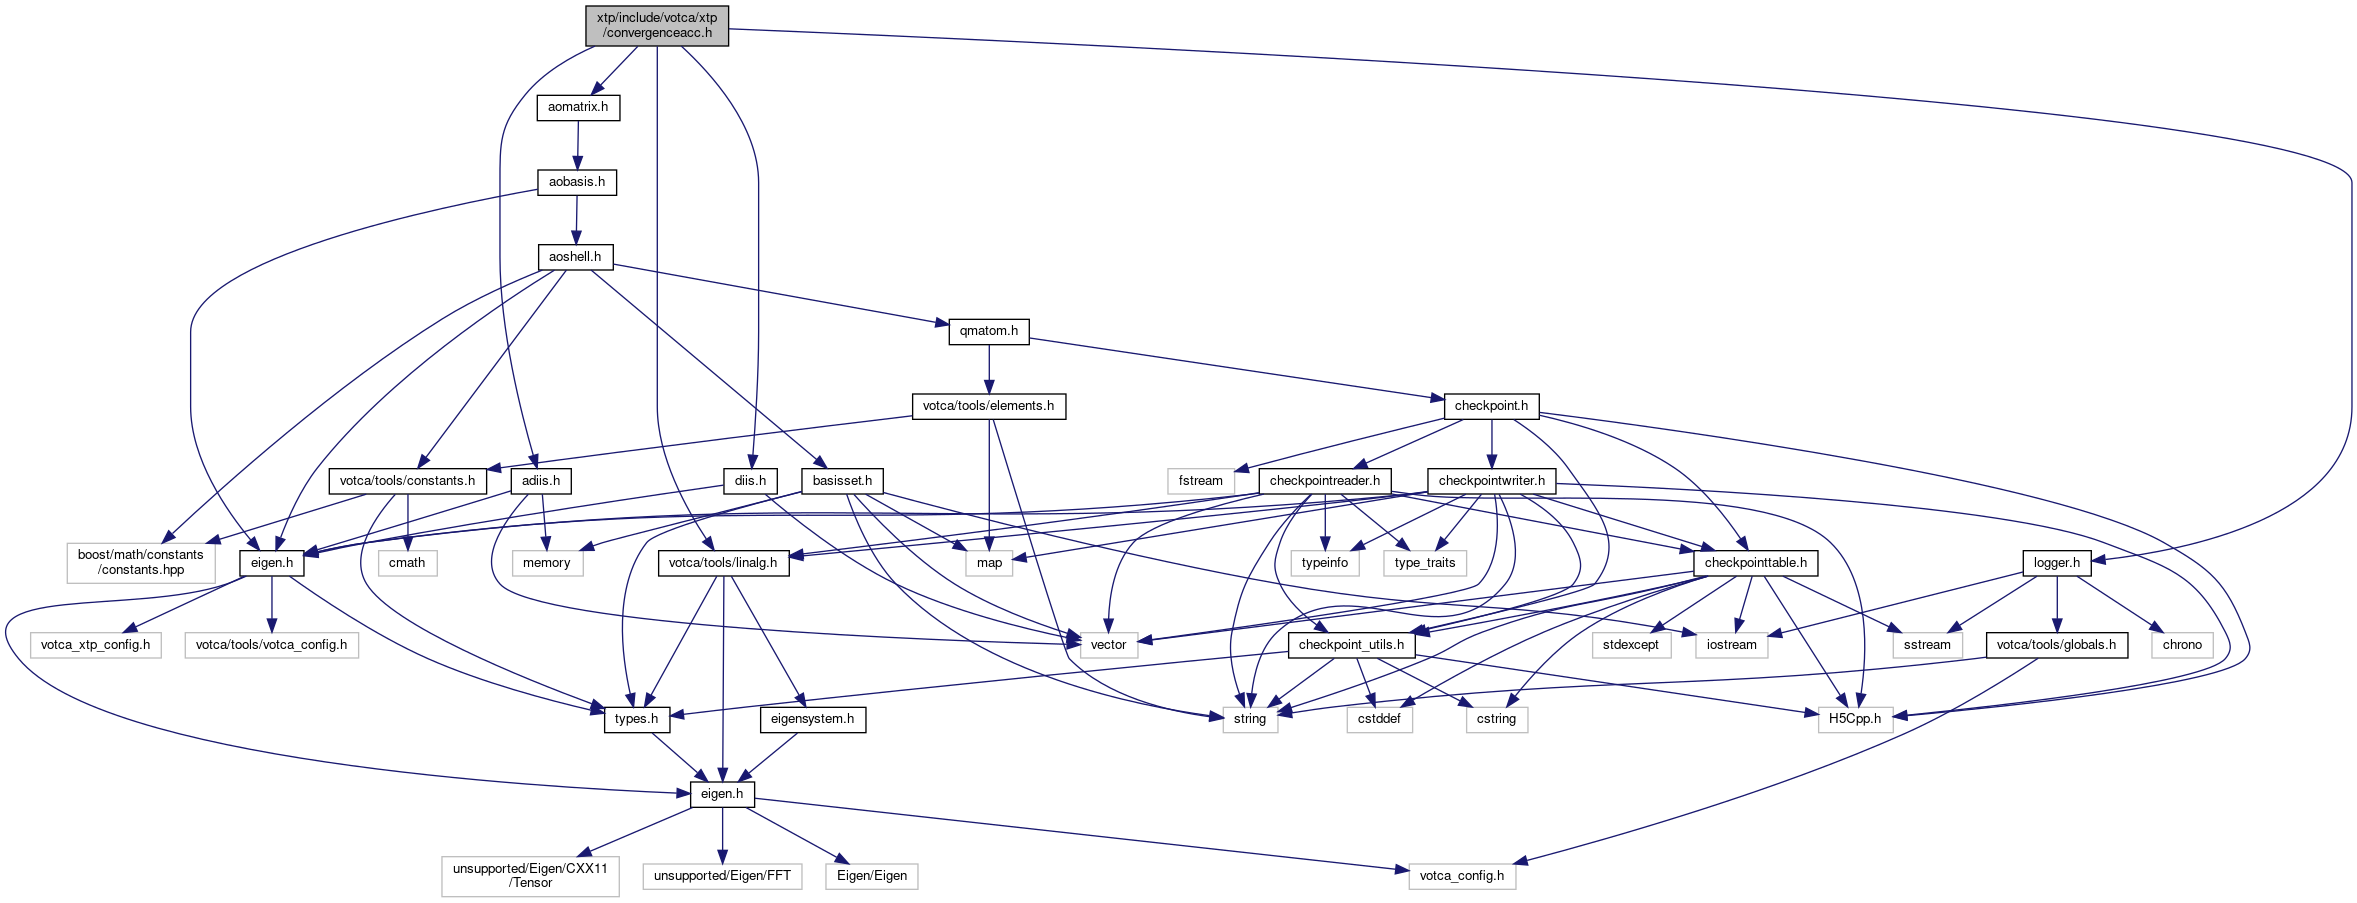 xtp/include/votca/xtp
/convergenceacc.h
aomatrix.h
aobasis.h
aoshell.h
qmatom.h
votca/tools/elements.h
checkpoint.h
votca/tools/constants.h
adiis.h
diis.h
basisset.h
fstream
checkpointreader.h
checkpointwriter.h
boost/math/constants
/constants.hpp
eigen.h
cmath
memory
votca/tools/linalg.h
map
typeinfo
type_traits
checkpointtable.h
logger.h
votca_xtp_config.h
votca/tools/votca_config.h
vector
checkpoint_utils.h
stdexcept
iostream
sstream
votca/tools/globals.h
chrono
types.h
eigensystem.h
string
cstddef
cstring
H5Cpp.h
eigen.h
unsupported/Eigen/CXX11
/Tensor
unsupported/Eigen/FFT
Eigen/Eigen
votca_config.h